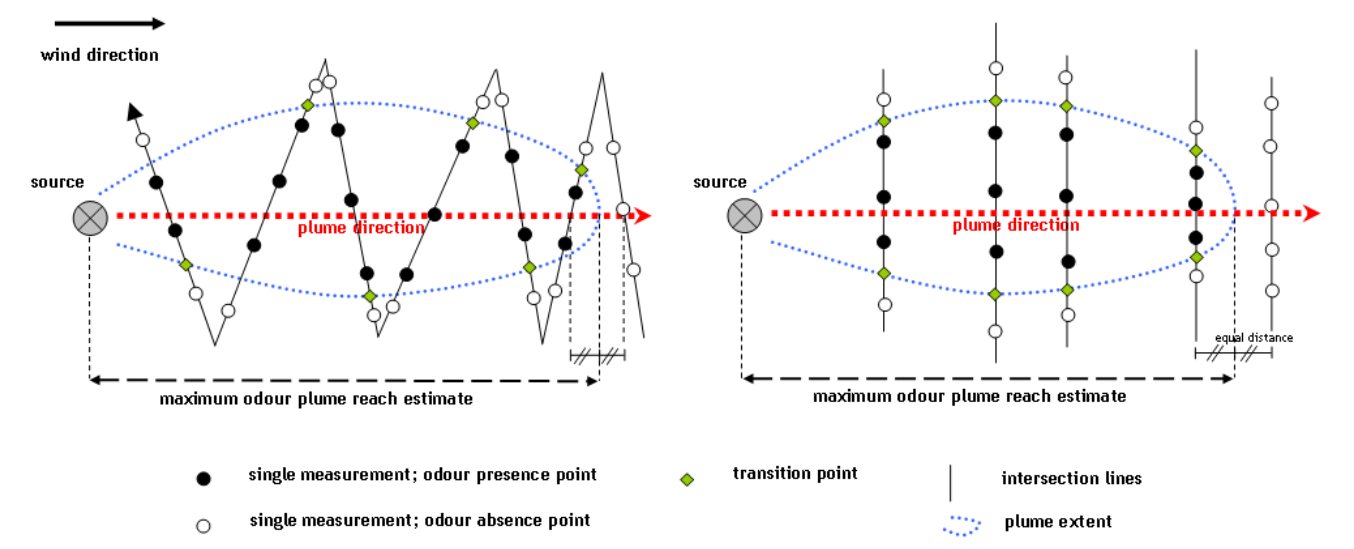 wind direction
source
plume direction
maximum odour plume reach estimate
source
plume direction
equal distance
maximum odour plume reach estimate
single measurement; odour presence point
transition point
intersection lines
single measurement; odour absence point
plume extent